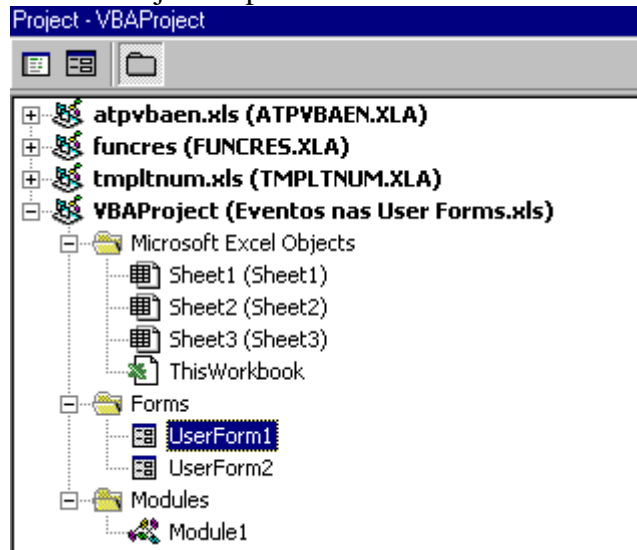 Project - VBAProject
atpvbaen.xls (ATPVBAEN.XLA)
funcres (FUNCRES.XLA)
tmpltnum.xls (TMPLTNUM.XLA)
VBAProject (Eventos nas User Forms.xls)
Microsoft Excel Objects
Sheet1 (Sheet1)
Sheet2 (Sheet2)
Sheet3 (Sheet3)
ThisWorkbook
Forms
UserForm1
UserForm2
Modules
Module1